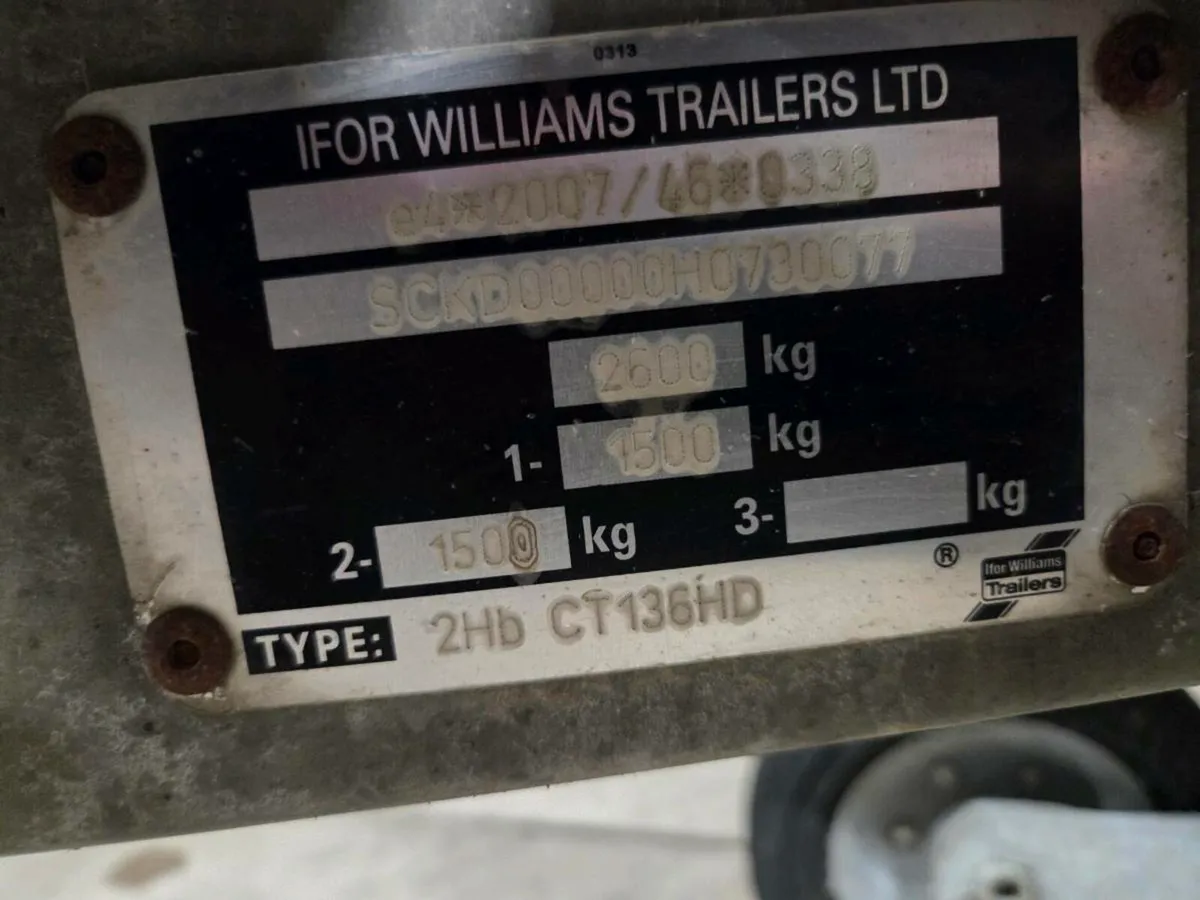 0313
IFOR WILLIAMS TRAILERS LTD
e4*2007/46*0338
SCKD00000H0730077
2600 kg
1- 1500 kg
2- 1500 kg 3- kg
®
Ifor Williams
Trailers
TYPE: 2Hb CT136HD